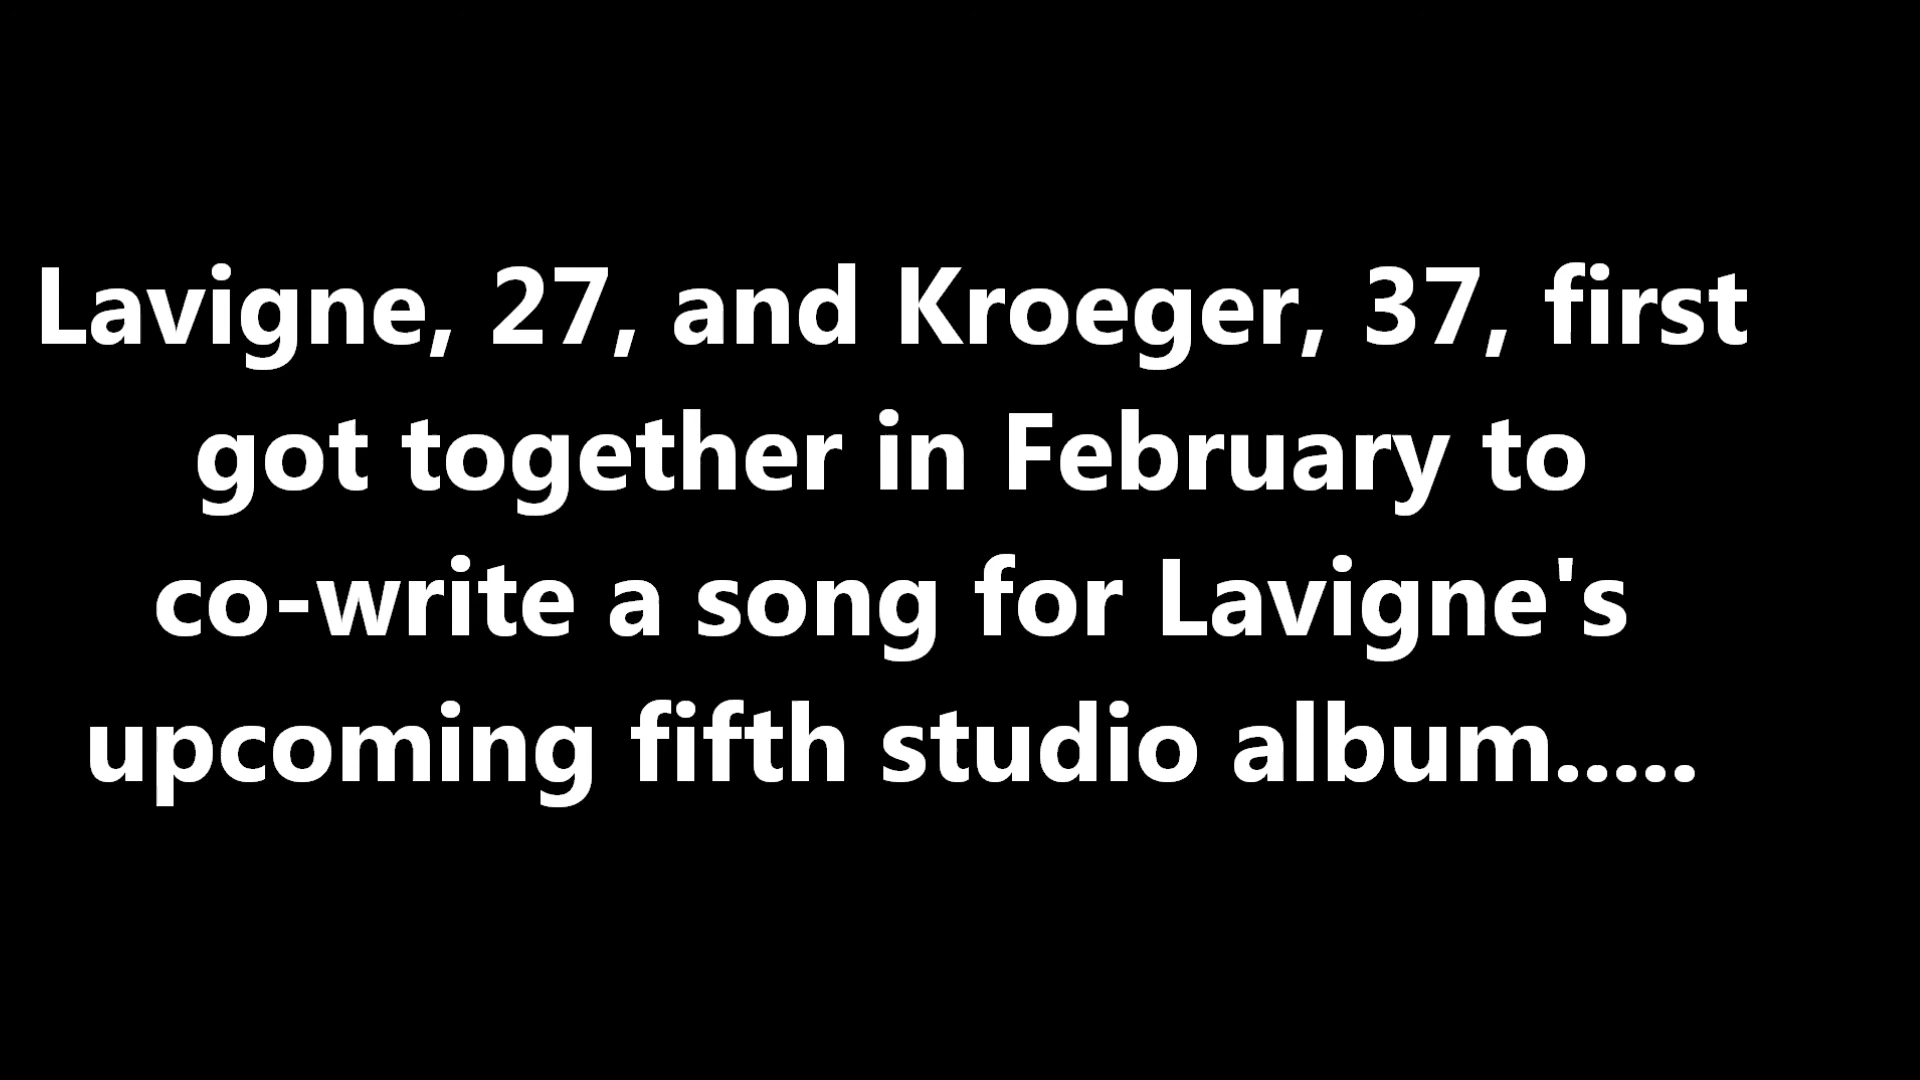 Lavigne, 27, and Kroeger, 37, first
got together in February to
co-write a song for Lavigne's
upcoming fifth studio album.....